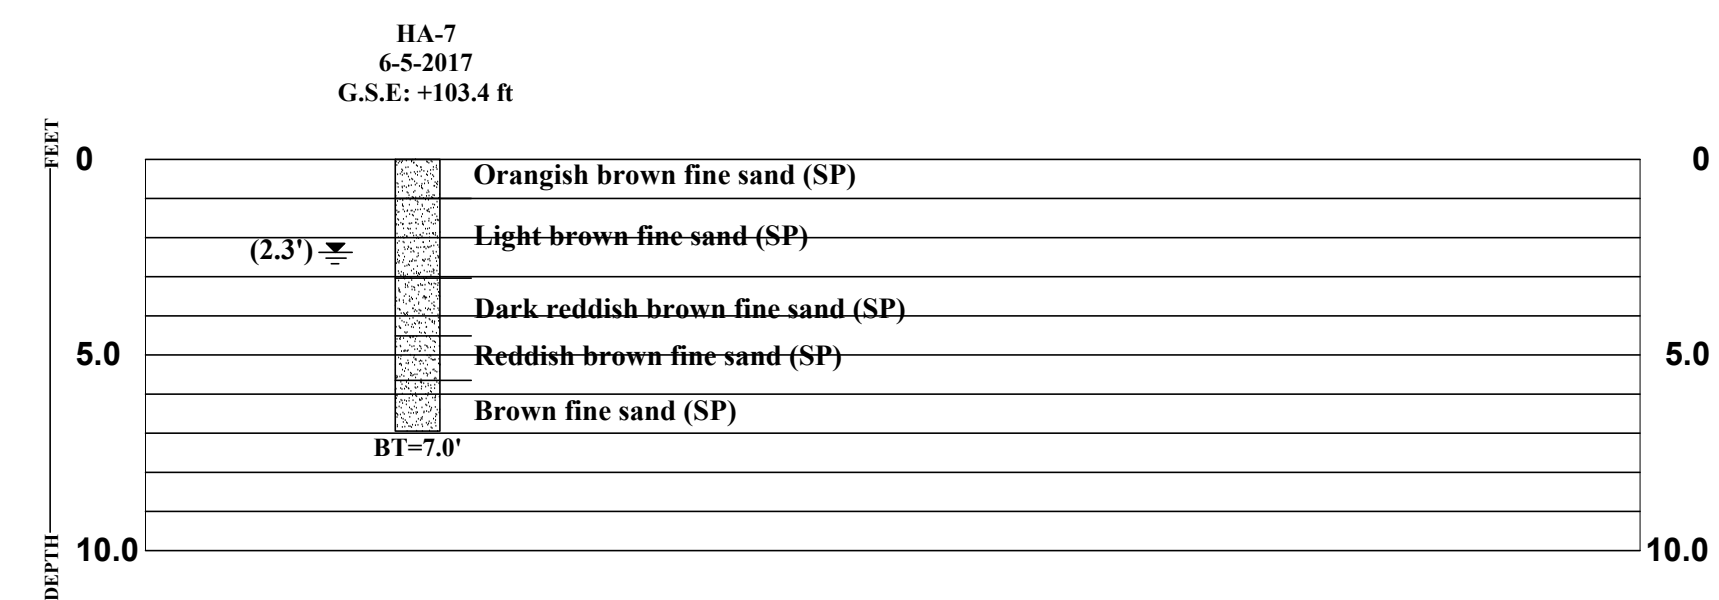 HA-7
6-5-2017
G.S.E: +103.4 ft
FEET
0
0
Orangish brown fine sand (SP)
Light brown fine sand (SP)
(2.3')
Dark reddish brown fine sand (SP)
5.0
Reddish brown fine sand (SP)
5.0
Brown fine sand (SP)
BT=7.0'
DEPTH
10.0
10.0